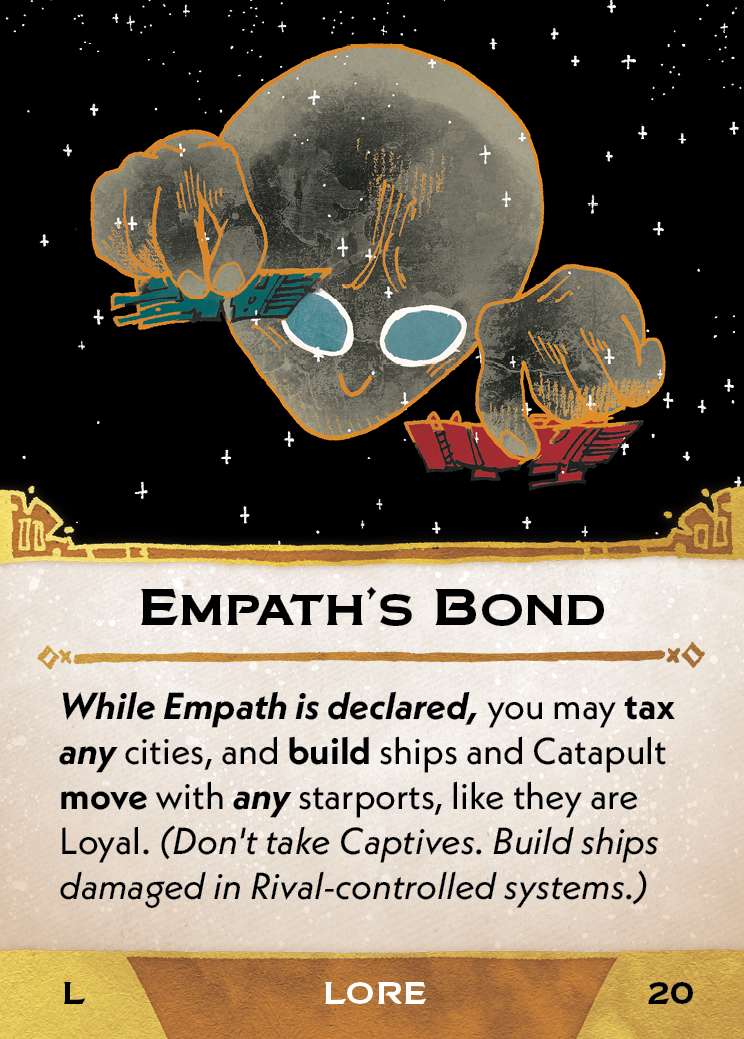 EMPATH'S BOND
While Empath is declared, you may tax
any cities, and build ships and Catapult
move with any starports, like they are
Loyal. (Don't take Captives. Build ships
damaged in Rival-controlled systems.)
L LORE 20